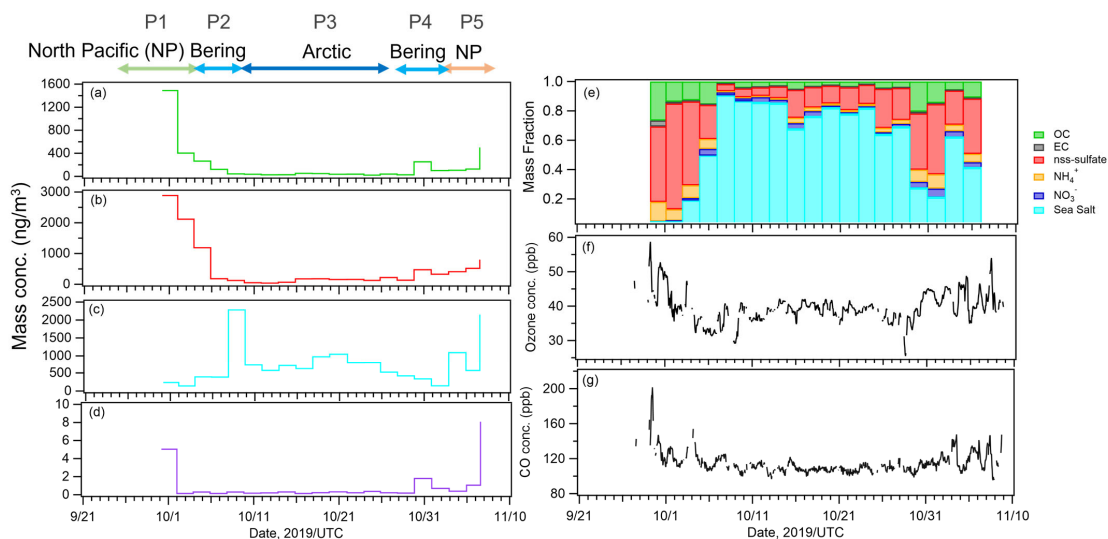 P1 P2 P3 P4 P5
North Pacific (NP) Bering Arctic Bering NP
Mass conc. (ng/m³)
(a)
1600
1200
800
400
0
(b)
3000
2000
1000
0
(c)
2500
2000
1500
1000
500
0
(d)
10
8
6
4
2
0
9/21 10/1 10/11 10/21 10/31 11/10
Date, 2019/UTC
Mass Fraction
(e)
1.0
0.8
0.6
0.4
0.2
OC
EC
nss-sulfate
NH₄⁺
NO₃⁻
Sea Salt
Ozone conc. (ppb)
(f)
60
50
40
30
CO conc. (ppb)
(g)
200
160
120
80
9/21 10/1 10/11 10/21 10/31 11/10
Date, 2019/UTC